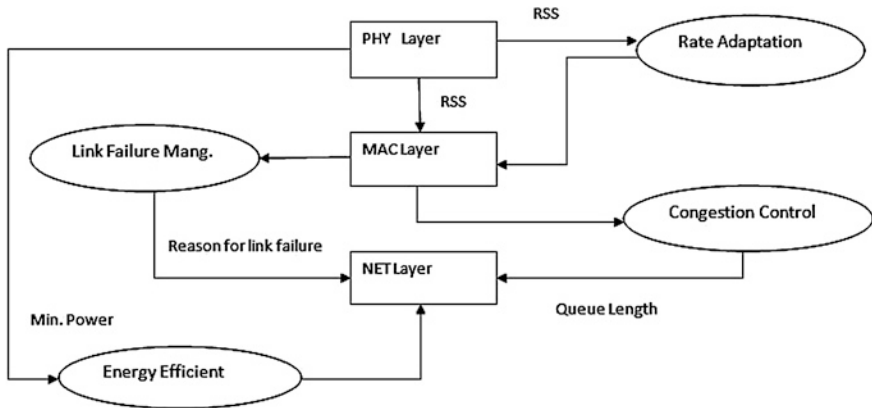 RSS
PHY Layer
Rate Adaptation
RSS
Link Failure Mang.
MAC Layer
Congestion Control
Reason for link failure
NET Layer
Queue Length
Min. Power
Energy Efficient